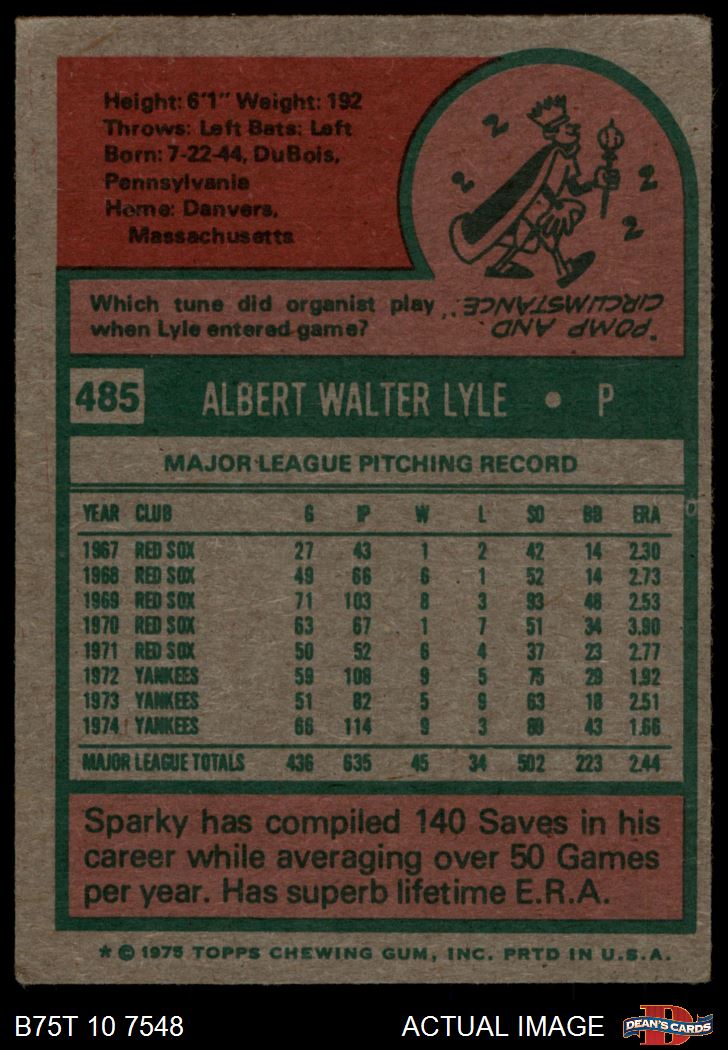 Height: 6'1" Weight: 192
Throws: Left Bats: Left
Born: 7-22-44, DuBois,
Pennsylvania
Home: Danvers,
Massachusetts
2
2
2
2
Which tune did organist play
when Lyle entered game?
"POMP AND
CIRCUMSTANCE."
485 ALBERT WALTER LYLE • P
MAJOR LEAGUE PITCHING RECORD
YEAR CLUB G IP W L SO BB ERA
1967 RED SOX 27 43 1 2 42 14 2.30
1968 RED SOX 49 66 6 1 52 14 2.73
1969 RED SOX 71 103 8 3 93 48 2.53
1970 RED SOX 63 67 1 7 51 34 3.90
1971 RED SOX 50 52 6 4 37 23 2.77
1972 YANKEES 59 108 9 5 75 29 1.92
1973 YANKEES 51 82 5 9 63 18 2.51
1974 YANKEES 66 114 9 3 89 43 1.66
MAJOR LEAGUE TOTALS 436 635 45 34 502 223 2.44
Sparky has compiled 140 Saves in his
career while averaging over 50 Games
per year. Has superb lifetime E.R.A.
* © 1975 TOPPS CHEWING GUM, INC. PRTD IN U.S.A.
B75T 10 7548 ACTUAL IMAGE
D
DEAN'S CARDS